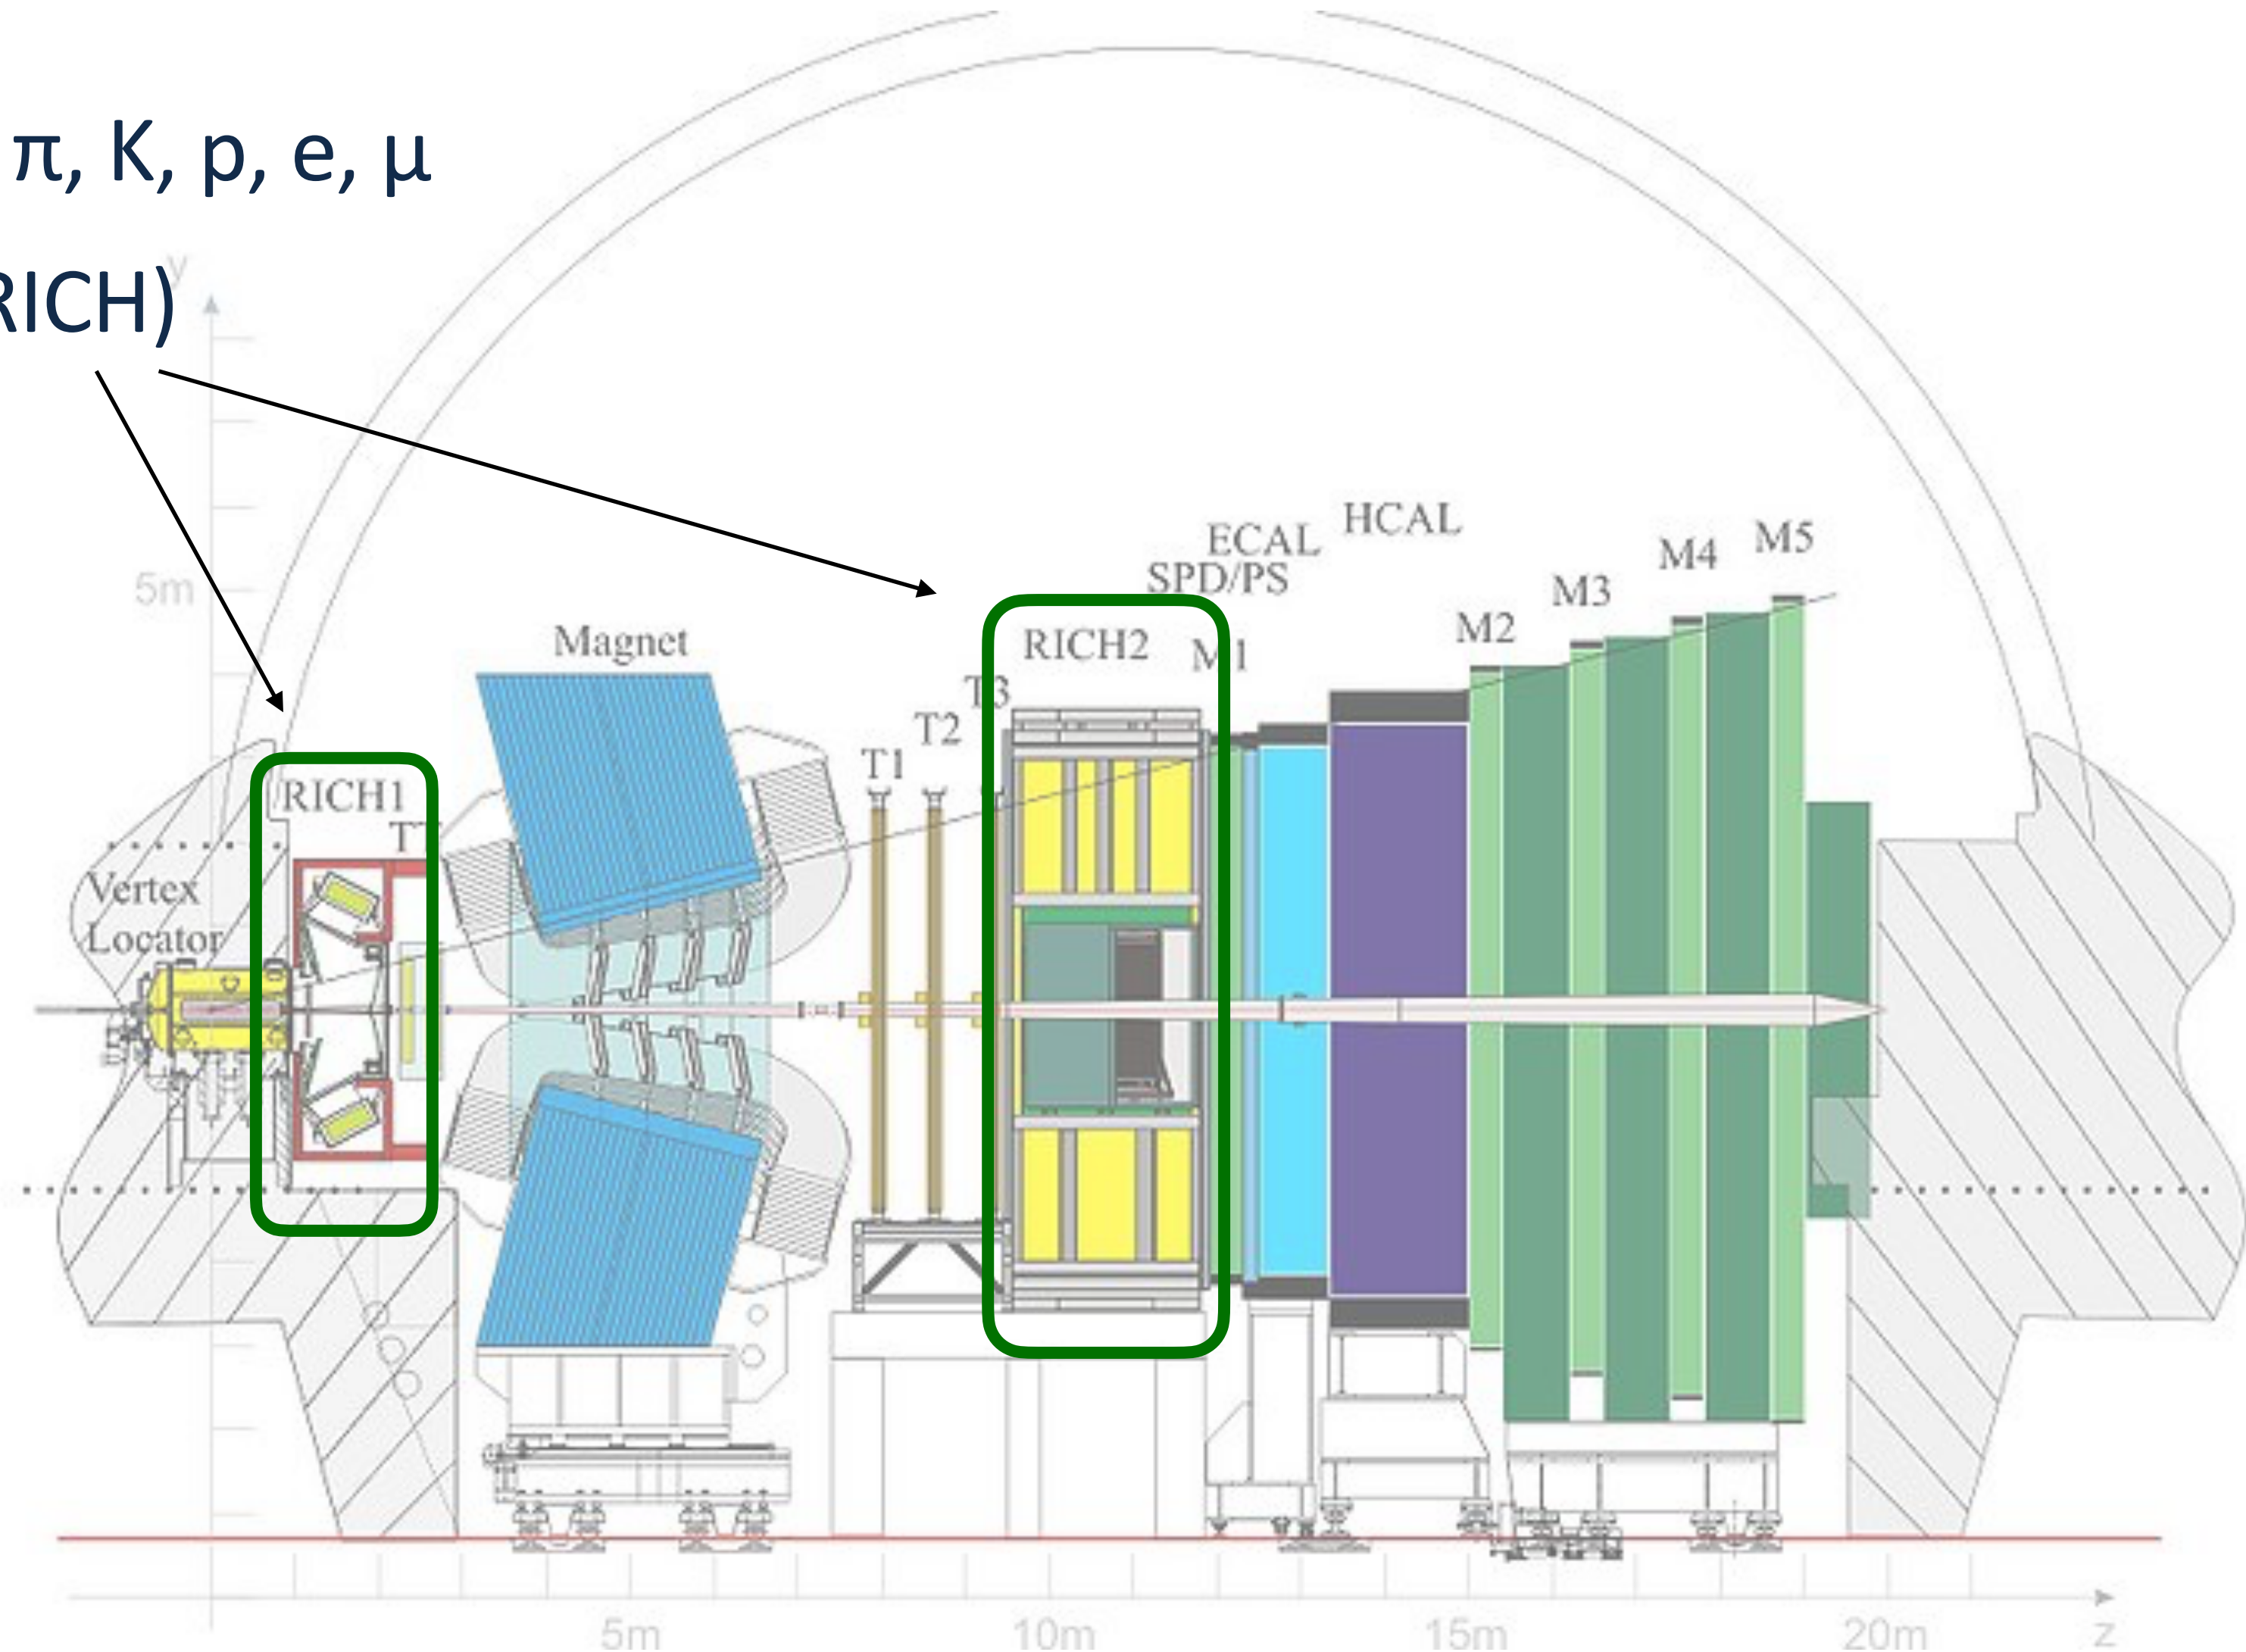 π, K, p, e, μ
RICH)
y
5m
HCAL
ECAL
SPD/PS
M5
M4
M3
M2
Magnet
RICH2
M1
T3
T2
T1
RICH1
Vertex
Locator
5m
10m
15m
20m
z